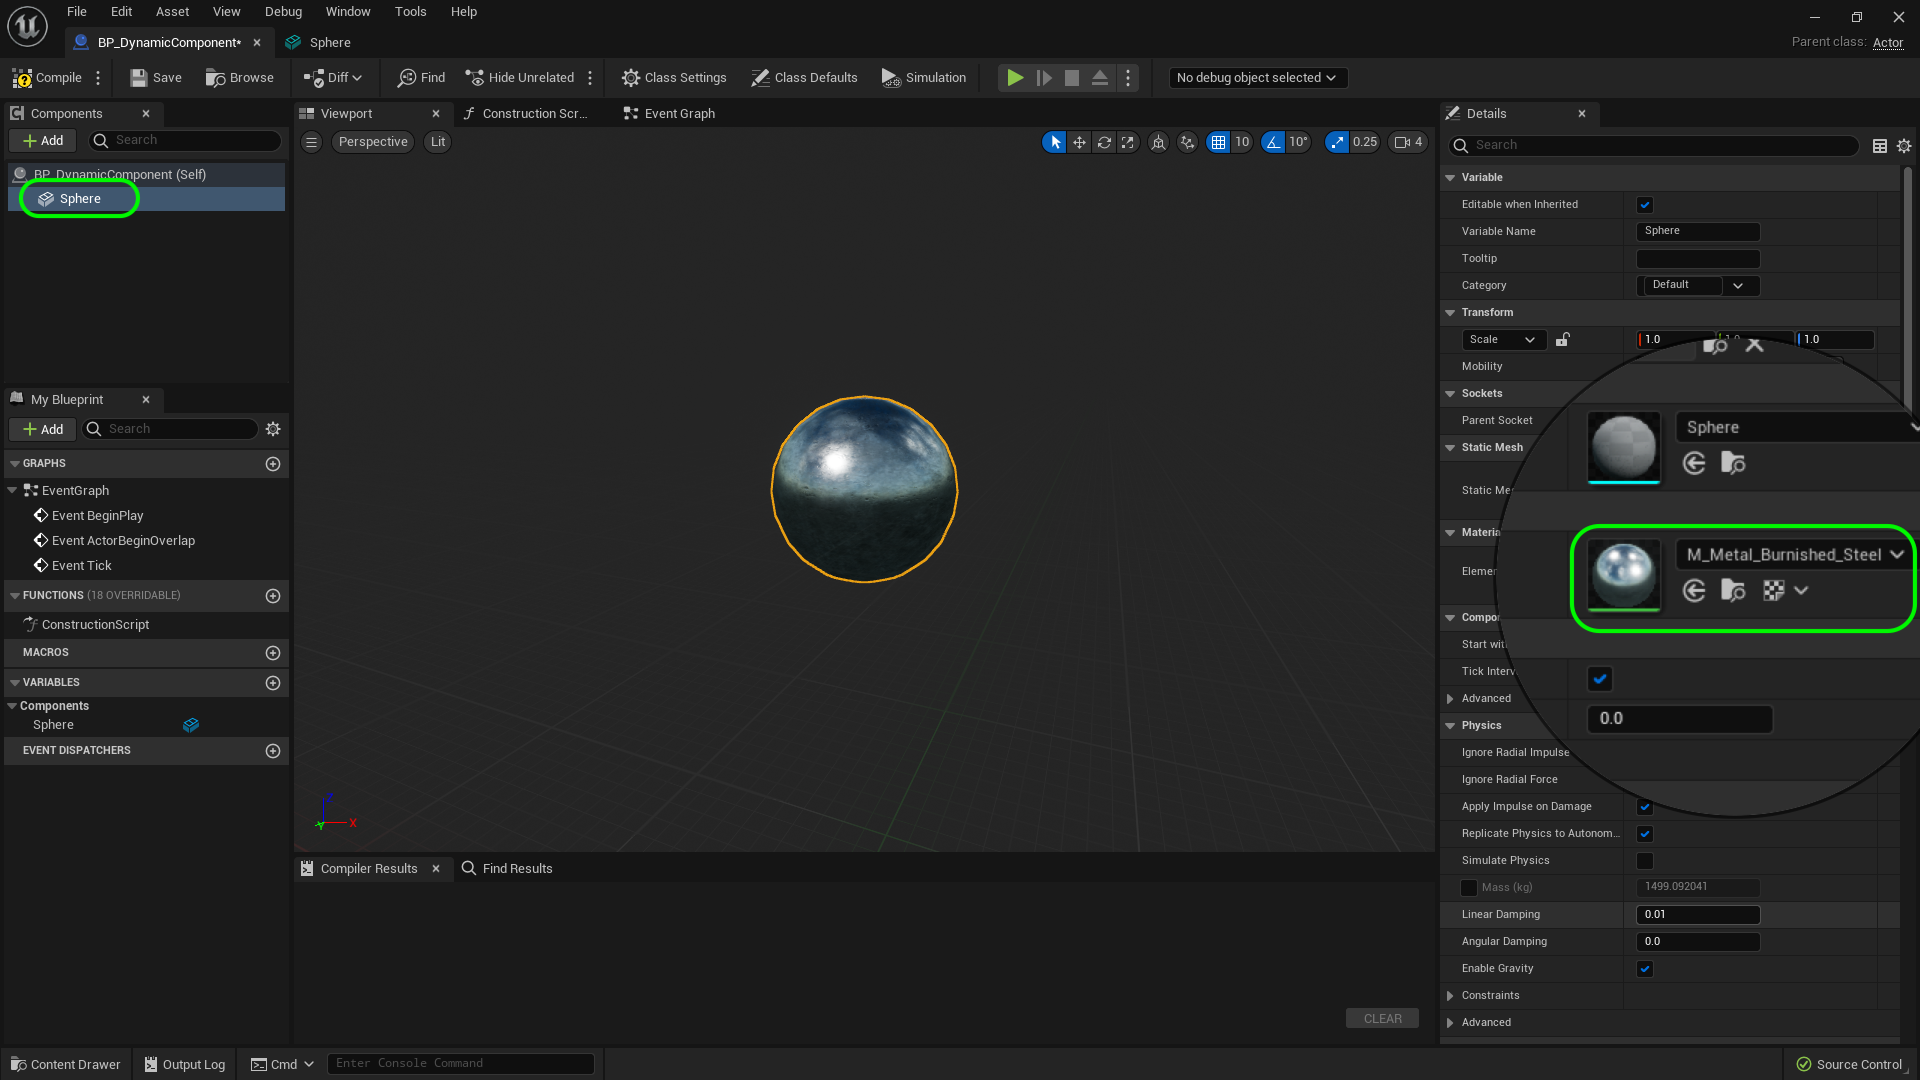 File Edit Asset View Debug Window Tools Help
BP_DynamicComponent* Sphere
Parent class: Actor
Compile Save Browse Diff Find Hide Unrelated Class Settings Class Defaults Simulation No debug object selected
Components
Add Search
BP_DynamicComponent (Self)
Sphere
My Blueprint
Add Search
GRAPHS
EventGraph
Event BeginPlay
Event ActorBeginOverlap
Event Tick
FUNCTIONS (18 OVERRIDABLE)
ConstructionScript
MACROS
VARIABLES
Components
Sphere
EVENT DISPATCHERS
Viewport Construction Scr... Event Graph
Perspective Lit 10 10° 0.25 4
Z
Y X
Compiler Results Find Results
CLEAR
Details
Search
Variable
Editable when Inherited
Variable Name Sphere
Tooltip
Category Default
Transform
Scale 1.0 1.0 1.0
Mobility
Sockets
Parent Socket
Sphere
Static Mesh
Static Me
Materia
M_Metal_Burnished_Steel
Elemen
Compo
Start wit
Tick Interv
0.0
Advanced
Physics
Ignore Radial Impulse
Ignore Radial Force
Apply Impulse on Damage
Replicate Physics to Autonom...
Simulate Physics
Mass (kg) 1499.092041
Linear Damping 0.01
Angular Damping 0.0
Enable Gravity
Constraints
Advanced
Content Drawer Output Log Cmd Enter Console Command Source Control